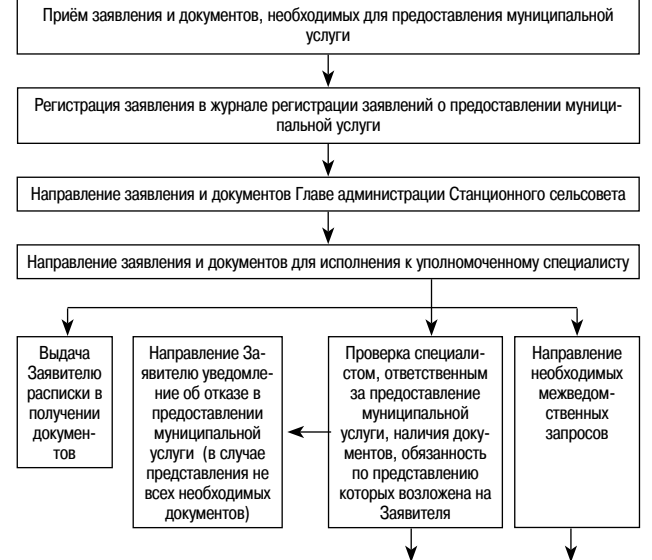 Приём заявления и документов, необходимых для предоставления муниципальной
услуги
Регистрация заявления в журнале регистрации заявлений о предоставлении муници-
пальной услуги
Направление заявления и документов Главе администрации Станционного сельсовета
Направление заявления и документов для исполнения к уполномоченному специалисту
Выдача
Заявителю
расписки в
получении
докумен-
тов
Направление За-
явителю уведомле-
ние об отказе в
предоставлении
муниципальной
услуги (в случае
представления не
всех необходимых
документов)
Проверка специали-
стом, ответственным
за предоставление
муниципальной
услуги, наличия доку-
ментов, обязанность
по представлению
которых возложена на
Заявителя
Направление
необходимых
межведом-
ственных
запросов